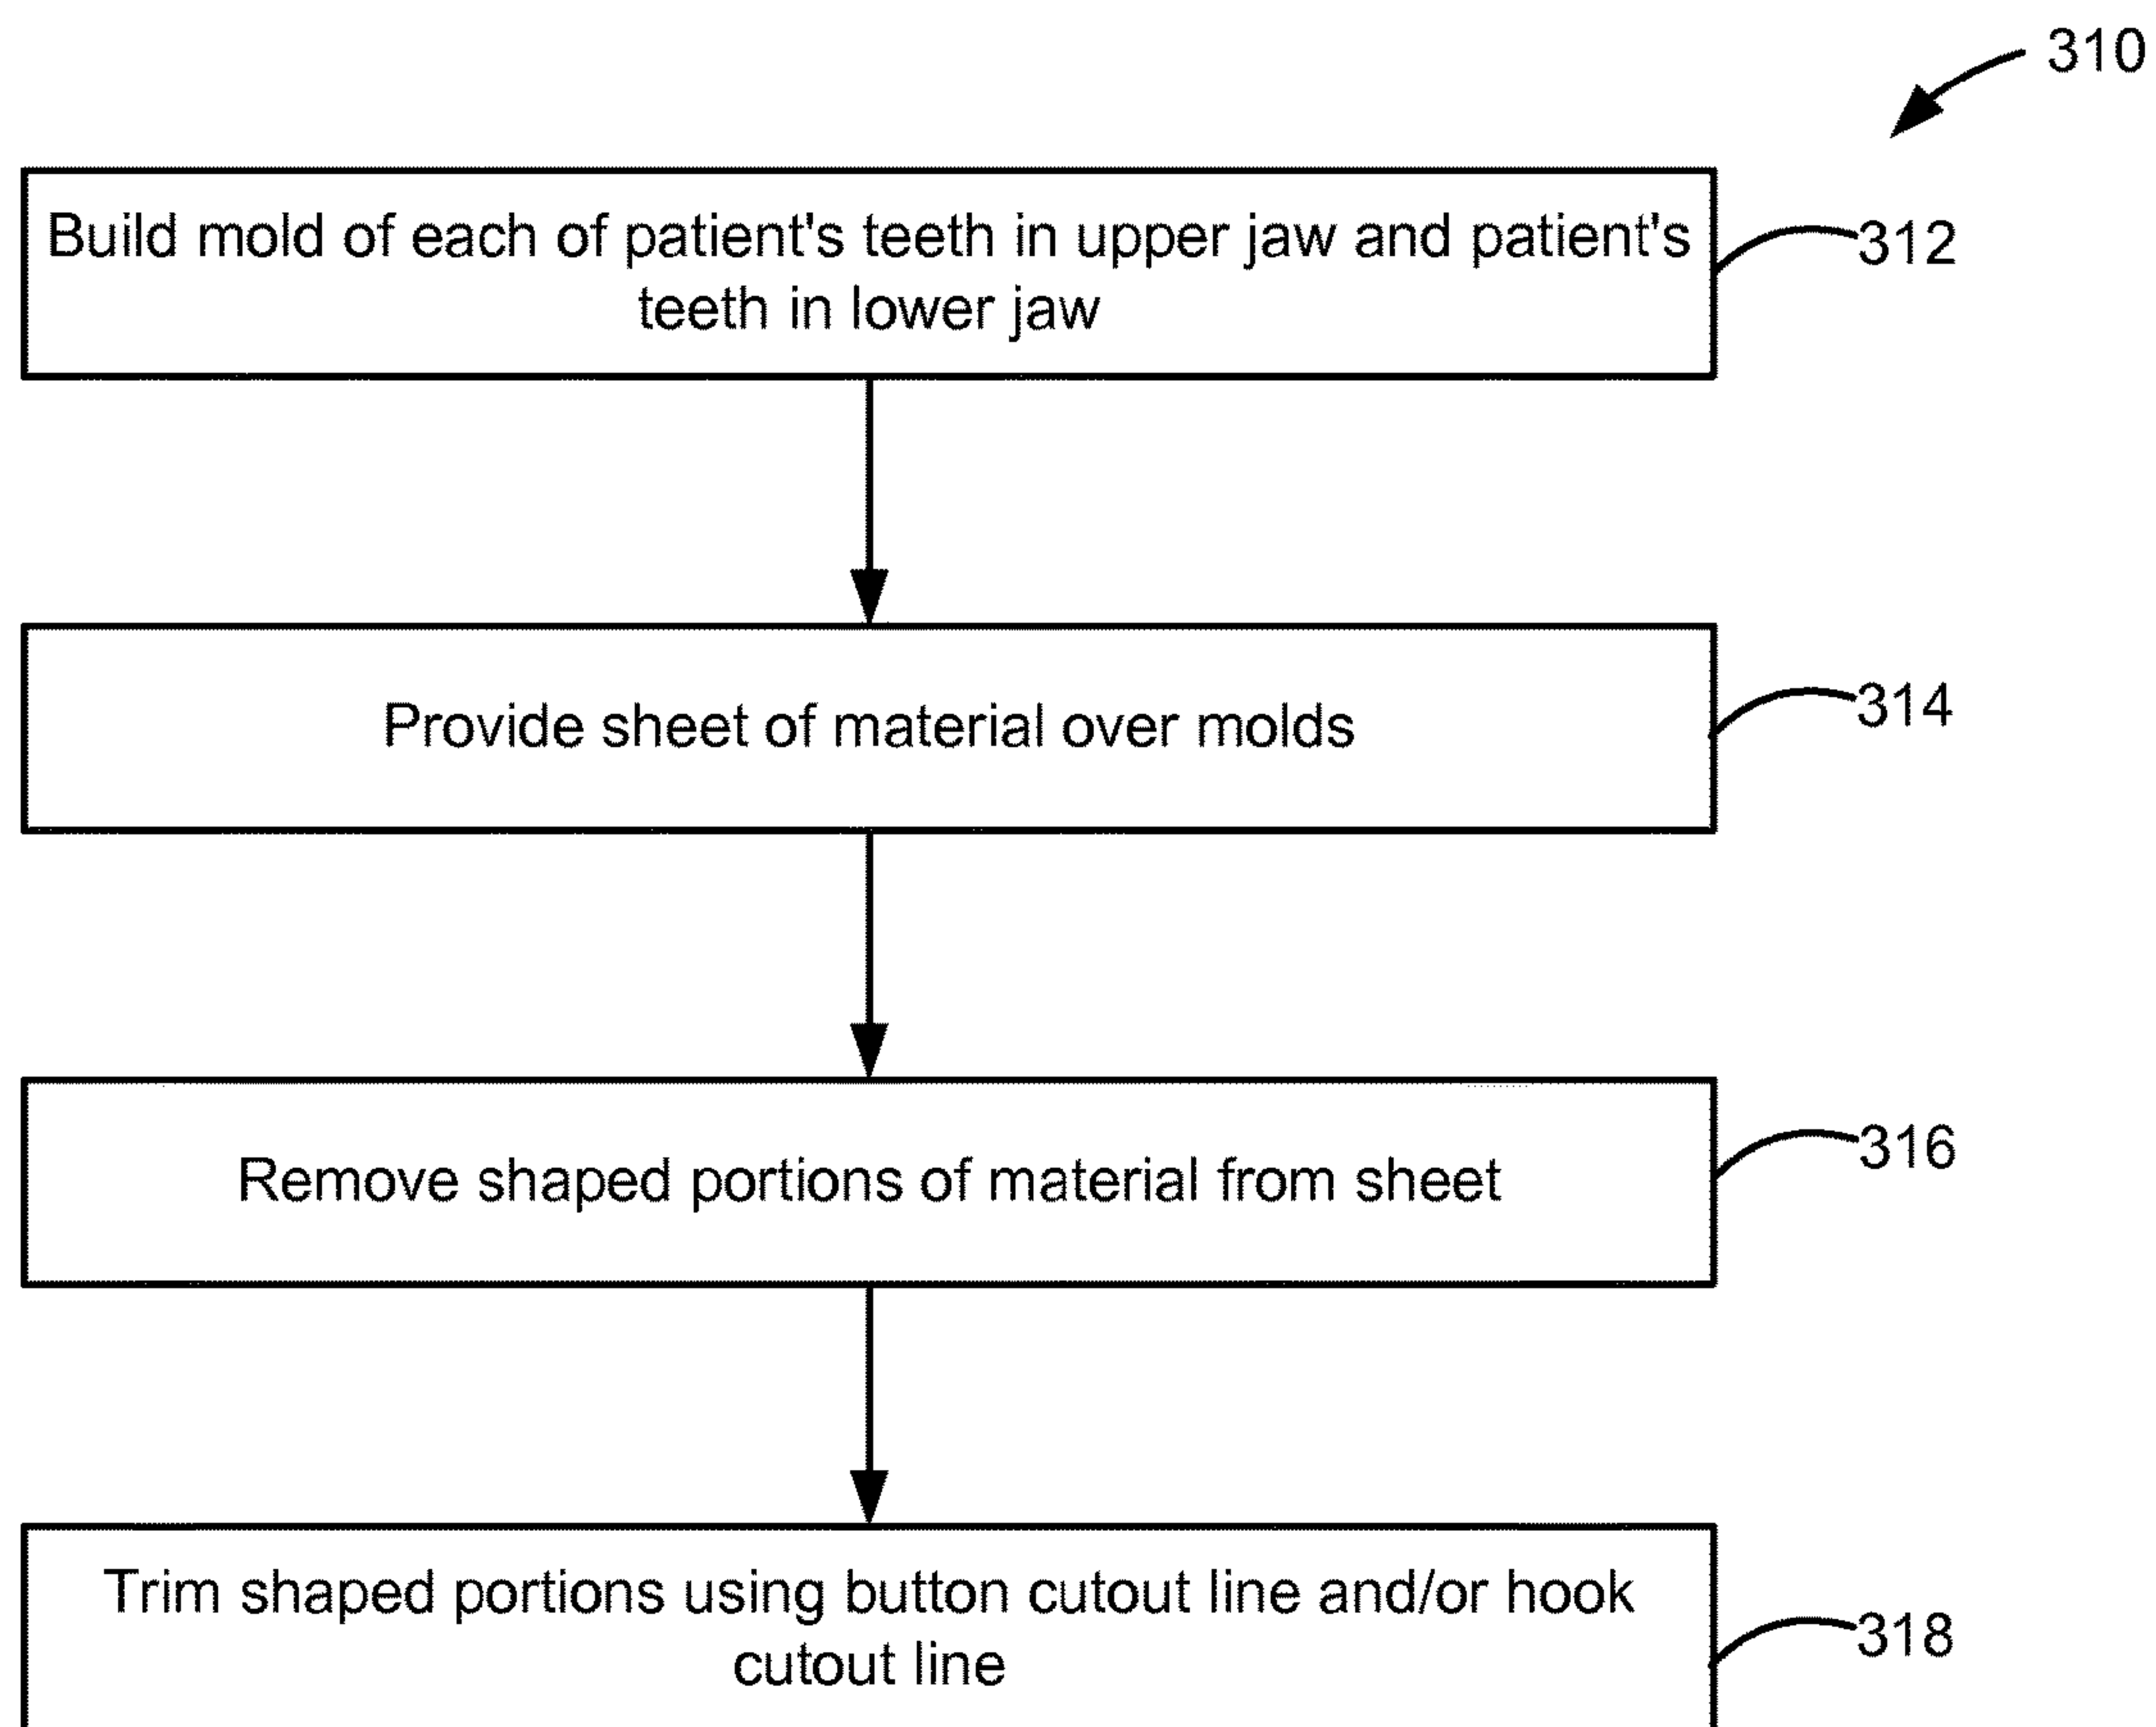 310
Build mold of each of patient's teeth in upper jaw and patient's
teeth in lower jaw
312
Provide sheet of material over molds
314
Remove shaped portions of material from sheet
316
Trim shaped portions using button cutout line and/or hook
cutout line
318